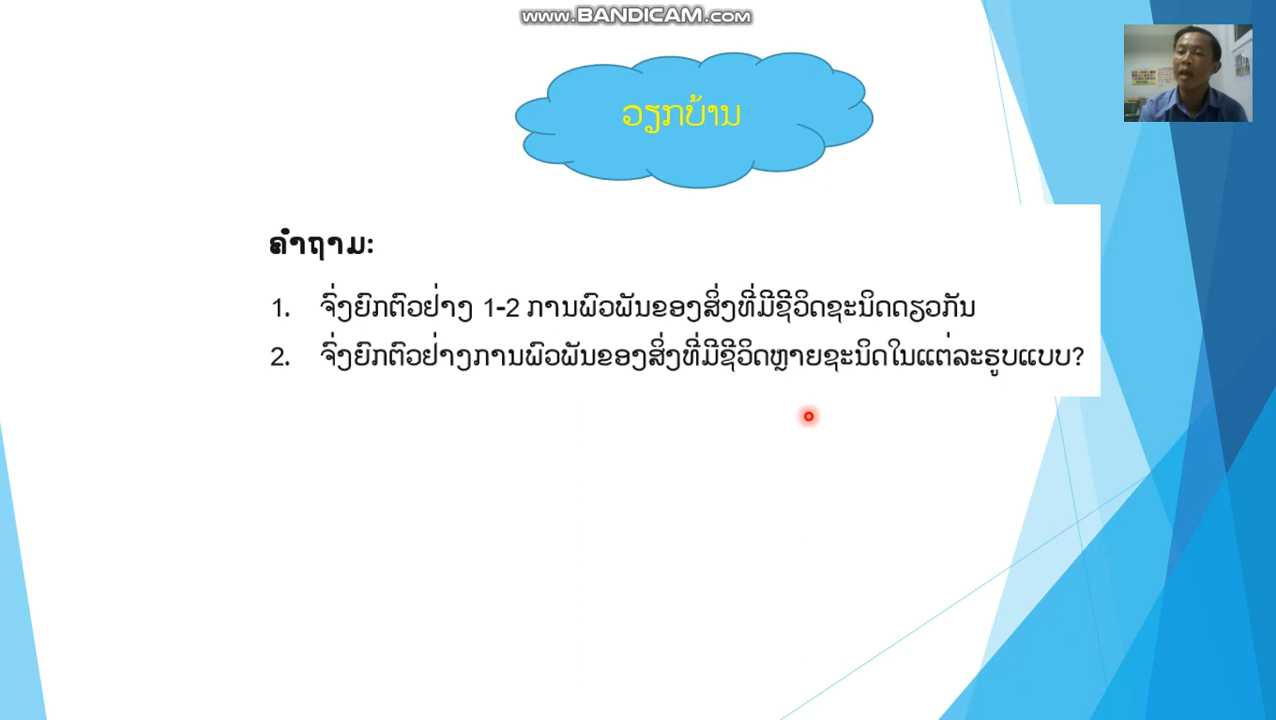 www.BANDICAM.com
ວຽກບ້ານ
ຄຳຖາມ:
1. ຈົ່ງຍົກຕົວຢ່າງ 1-2 ການພົວພັນຂອງສິ່ງທີ່ມີຊີວິດຊະນິດດຽວກັນ
2. ຈົ່ງຍົກຕົວຢ່າງການພົວພັນຂອງສິ່ງທີ່ມີຊີວິດຫຼາຍຊະນິດໃນແຕ່ລະຮູບແບບ?